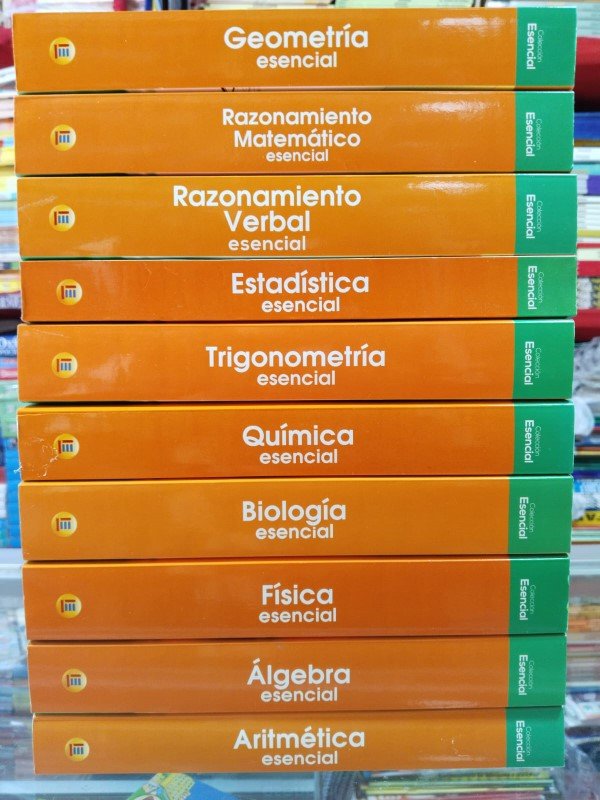 Geometría
esencial
Colección
Esencial
Razonamiento
Matemático
esencial
Colección
Esencial
Razonamiento
Verbal
esencial
Colección
Esencial
Estadística
esencial
Colección
Esencial
Trigonometría
esencial
Colección
Esencial
Química
esencial
Colección
Esencial
Biología
esencial
Colección
Esencial
Física
esencial
Colección
Esencial
Álgebra
esencial
Colección
Esencial
Aritmética
esencial
Colección
Esencial